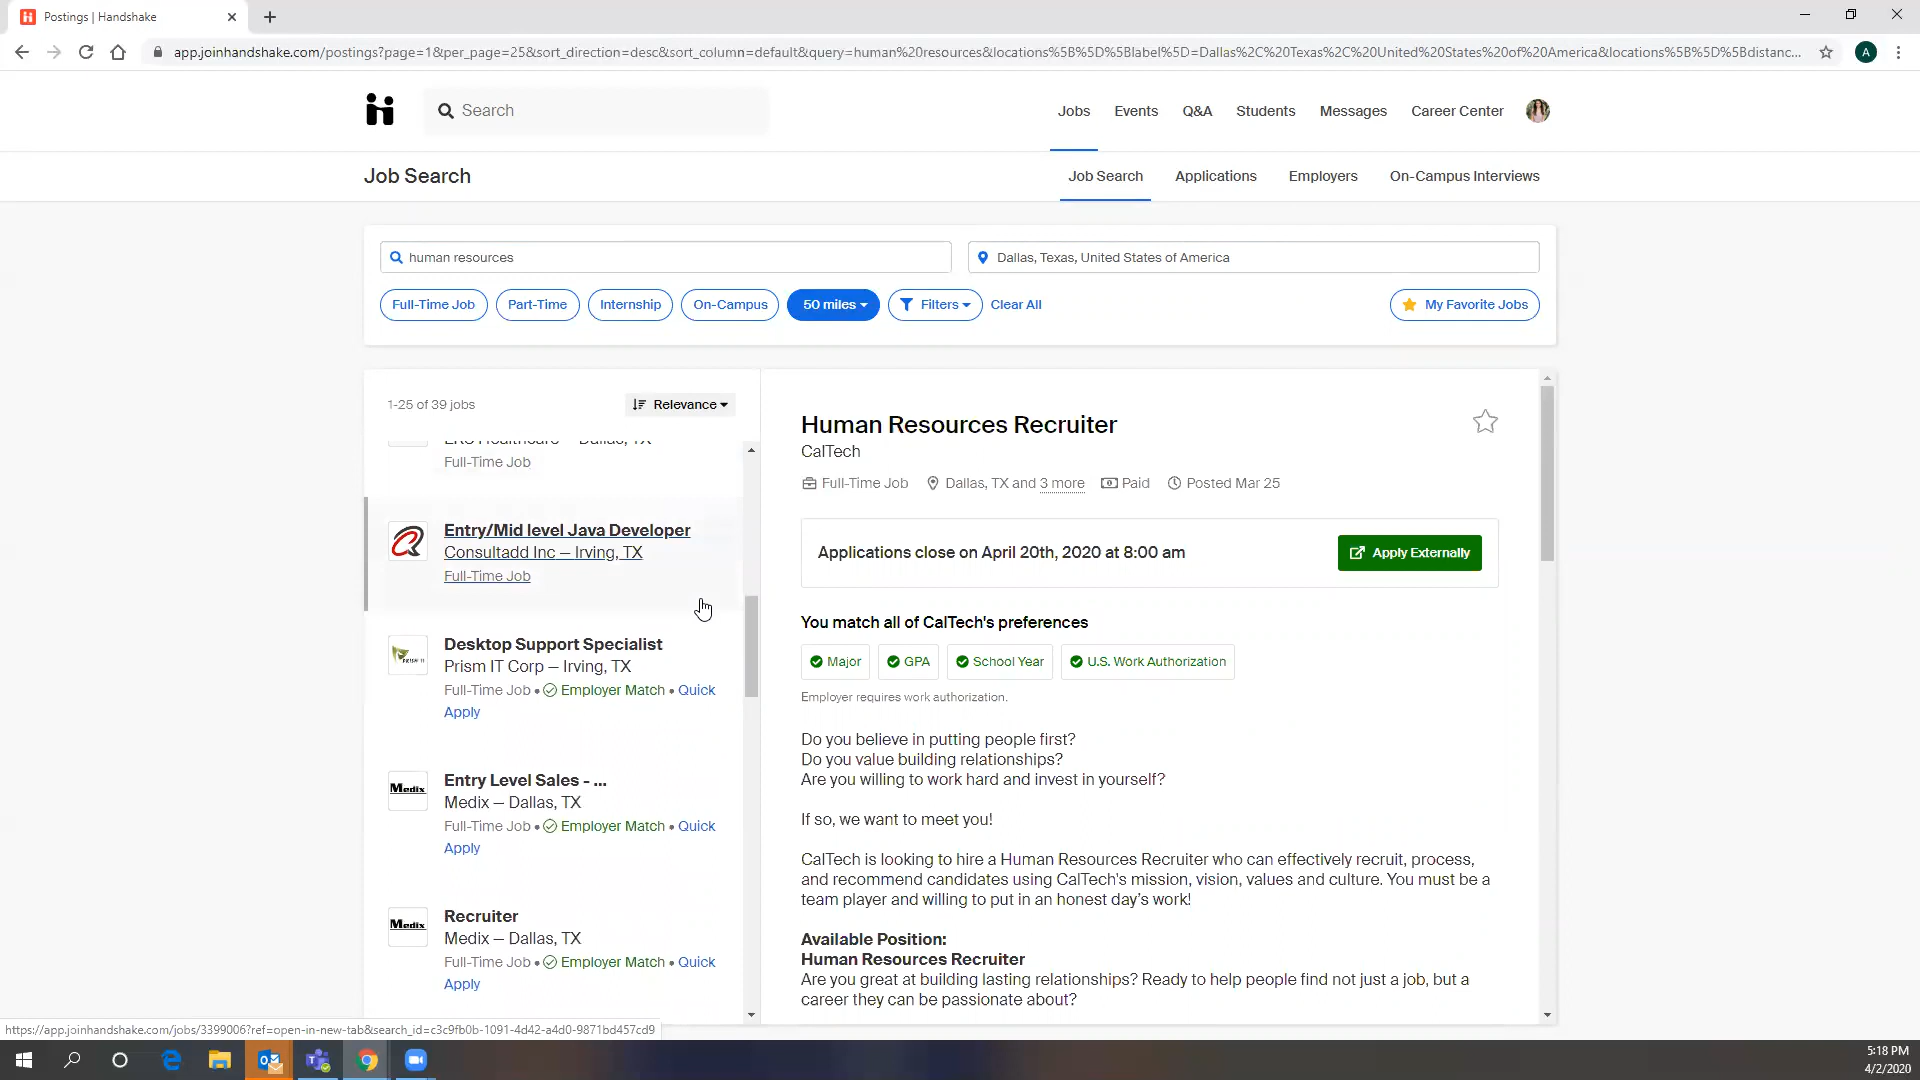 Postings | Handshake
app.joinhandshake.com/postings?page=1&per_page=25&sort_direction=desc&sort_column=default&query=human%20resources&locations%5B%5D%5Blabel%5D=Dallas%2C%20Texas%2C%20United%20States%20of%20America&locations%5B%5D%5Bdistanc...
A
Search
Jobs
Events
Q&A
Students
Messages
Career Center
Job Search
Job Search
Applications
Employers
On-Campus Interviews
human resources
Dallas, Texas, United States of America
Full-Time Job
Part-Time
Internship
On-Campus
50 miles
Filters
Clear All
My Favorite Jobs
1-25 of 39 jobs
Relevance
Full-Time Job
Entry/Mid level Java Developer
Consultadd Inc — Irving, TX
Full-Time Job
Desktop Support Specialist
Prism IT Corp — Irving, TX
Full-Time Job • Employer Match • Quick
Apply
Medix
Entry Level Sales - ...
Medix — Dallas, TX
Full-Time Job • Employer Match • Quick
Apply
Medix
Recruiter
Medix — Dallas, TX
Full-Time Job • Employer Match • Quick
Apply
Human Resources Recruiter
CalTech
Full-Time Job
Dallas, TX and 3 more
Paid
Posted Mar 25
Applications close on April 20th, 2020 at 8:00 am
Apply Externally
You match all of CalTech's preferences
Major
GPA
School Year
U.S. Work Authorization
Employer requires work authorization.
Do you believe in putting people first?
Do you value building relationships?
Are you willing to work hard and invest in yourself?
If so, we want to meet you!
CalTech is looking to hire a Human Resources Recruiter who can effectively recruit, process,
and recommend candidates using CalTech's mission, vision, values and culture. You must be a
team player and willing to put in an honest day's work!
Available Position:
Human Resources Recruiter
Are you great at building lasting relationships? Ready to help people find not just a job, but a
career they can be passionate about?
https://app.joinhandshake.com/jobs/3399006?ref=open-in-new-tab&search_id=c3c9fb0b-1091-4d42-a4d0-9871bd457cd9
5:18 PM
4/2/2020